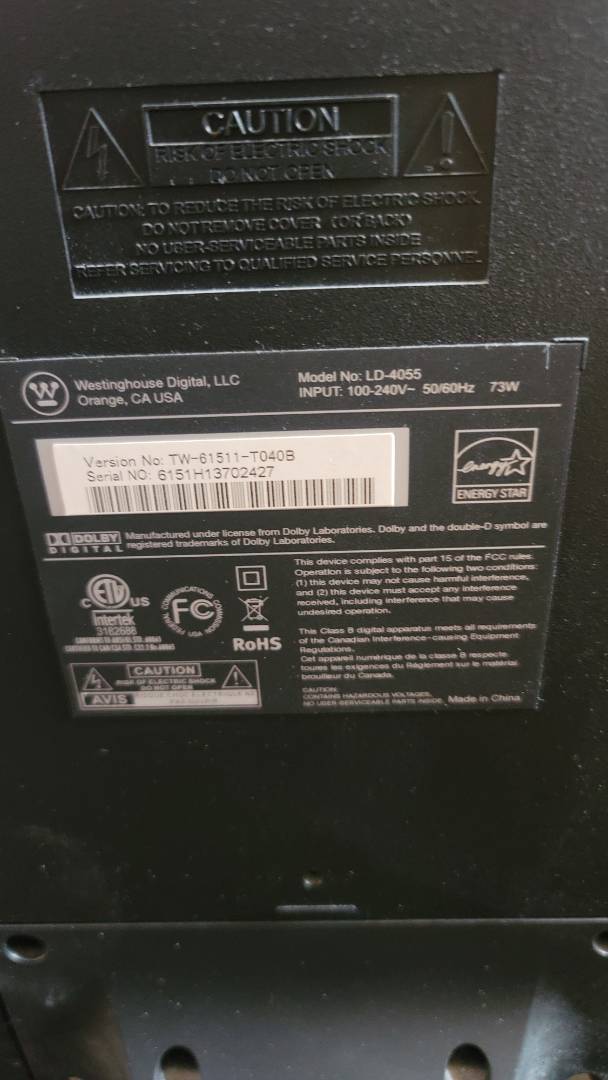 CAUTION
RISK OF ELECTRIC SHOCK
DO NOT OPEN
CAUTION: TO REDUCE THE RISK OF ELECTRIC SHOCK
DO NOT REMOVE COVER (OR BACK)
NO USER-SERVICEABLE PARTS INSIDE
REFER SERVICING TO QUALIFIED SERVICE PERSONNEL
W
Westinghouse Digital, LLC
Orange, CA USA
Model No: LD-4055
INPUT: 100-240V~ 50/60Hz 73W
Version No: TW-61511-T040B
Serial NO: 6151H13702427
energy
ENERGY STAR
DOLBY
DIGITAL
Manufactured under license from Dolby Laboratories. Dolby and the double-D symbol are
registered trademarks of Dolby Laboratories.
C ETL US
Intertek
3182688
FEDERAL COMMUNICATIONS COMMISSION USA
FC
RoHS
This device complies with part 15 of the FCC rules.
Operation is subject to the following two conditions:
(1) this device may not cause harmful interference,
and (2) this device must accept any interference
received, including interference that may cause
undesired operation.
This Class B digital apparatus meets all requirements
of the Canadian Interference-causing Equipment
Regulations.
Cet appareil numérique de la classe B respecte
toutes les exigences du Règlement sur le matériel
brouilleur du Canada.
CAUTION
RISK OF ELECTRIC SHOCK
DO NOT OPEN
AVIS
CAUTION:
CONTAINS HAZARDOUS VOLTAGES,
NO USER SERVICEABLE PARTS INSIDE.
Made in China